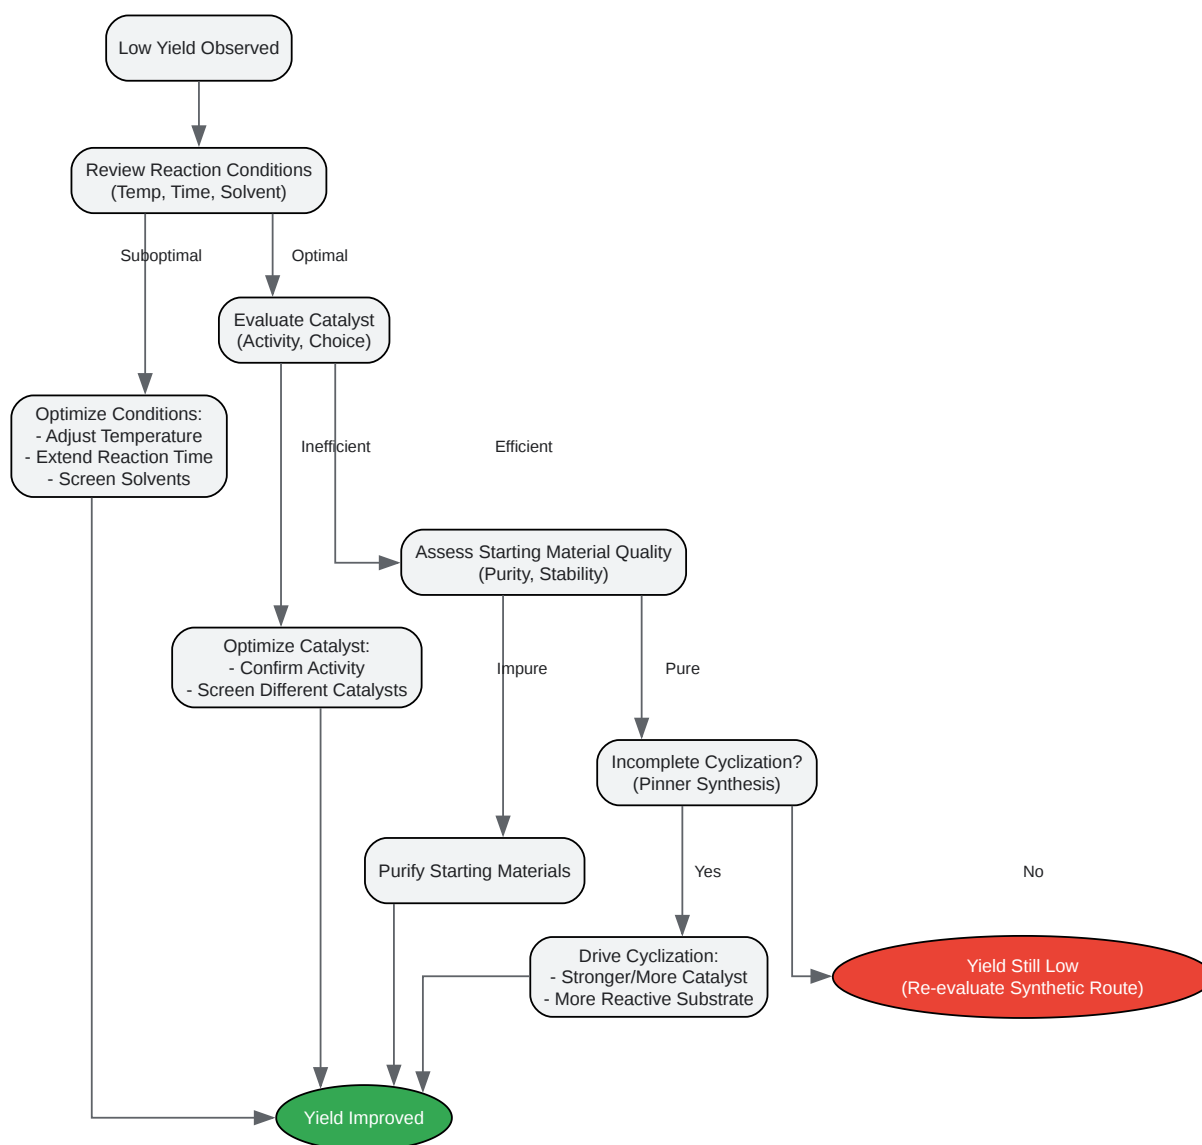 Low Yield Observed
Review Reaction Conditions
(Temp, Time, Solvent)
Suboptimal
Optimal
Evaluate Catalyst
(Activity, Choice)
Optimize Conditions:
- Adjust Temperature
- Extend Reaction Time
- Screen Solvents
Inefficient
Efficient
Assess Starting Material Quality
(Purity, Stability)
Optimize Catalyst:
- Confirm Activity
- Screen Different Catalysts
Impure
Pure
Incomplete Cyclization?
(Pinner Synthesis)
Purify Starting Materials
Yes
No
Drive Cyclization:
- Stronger/More Catalyst
- More Reactive Substrate
Yield Still Low
(Re-evaluate Synthetic Route)
Yield Improved